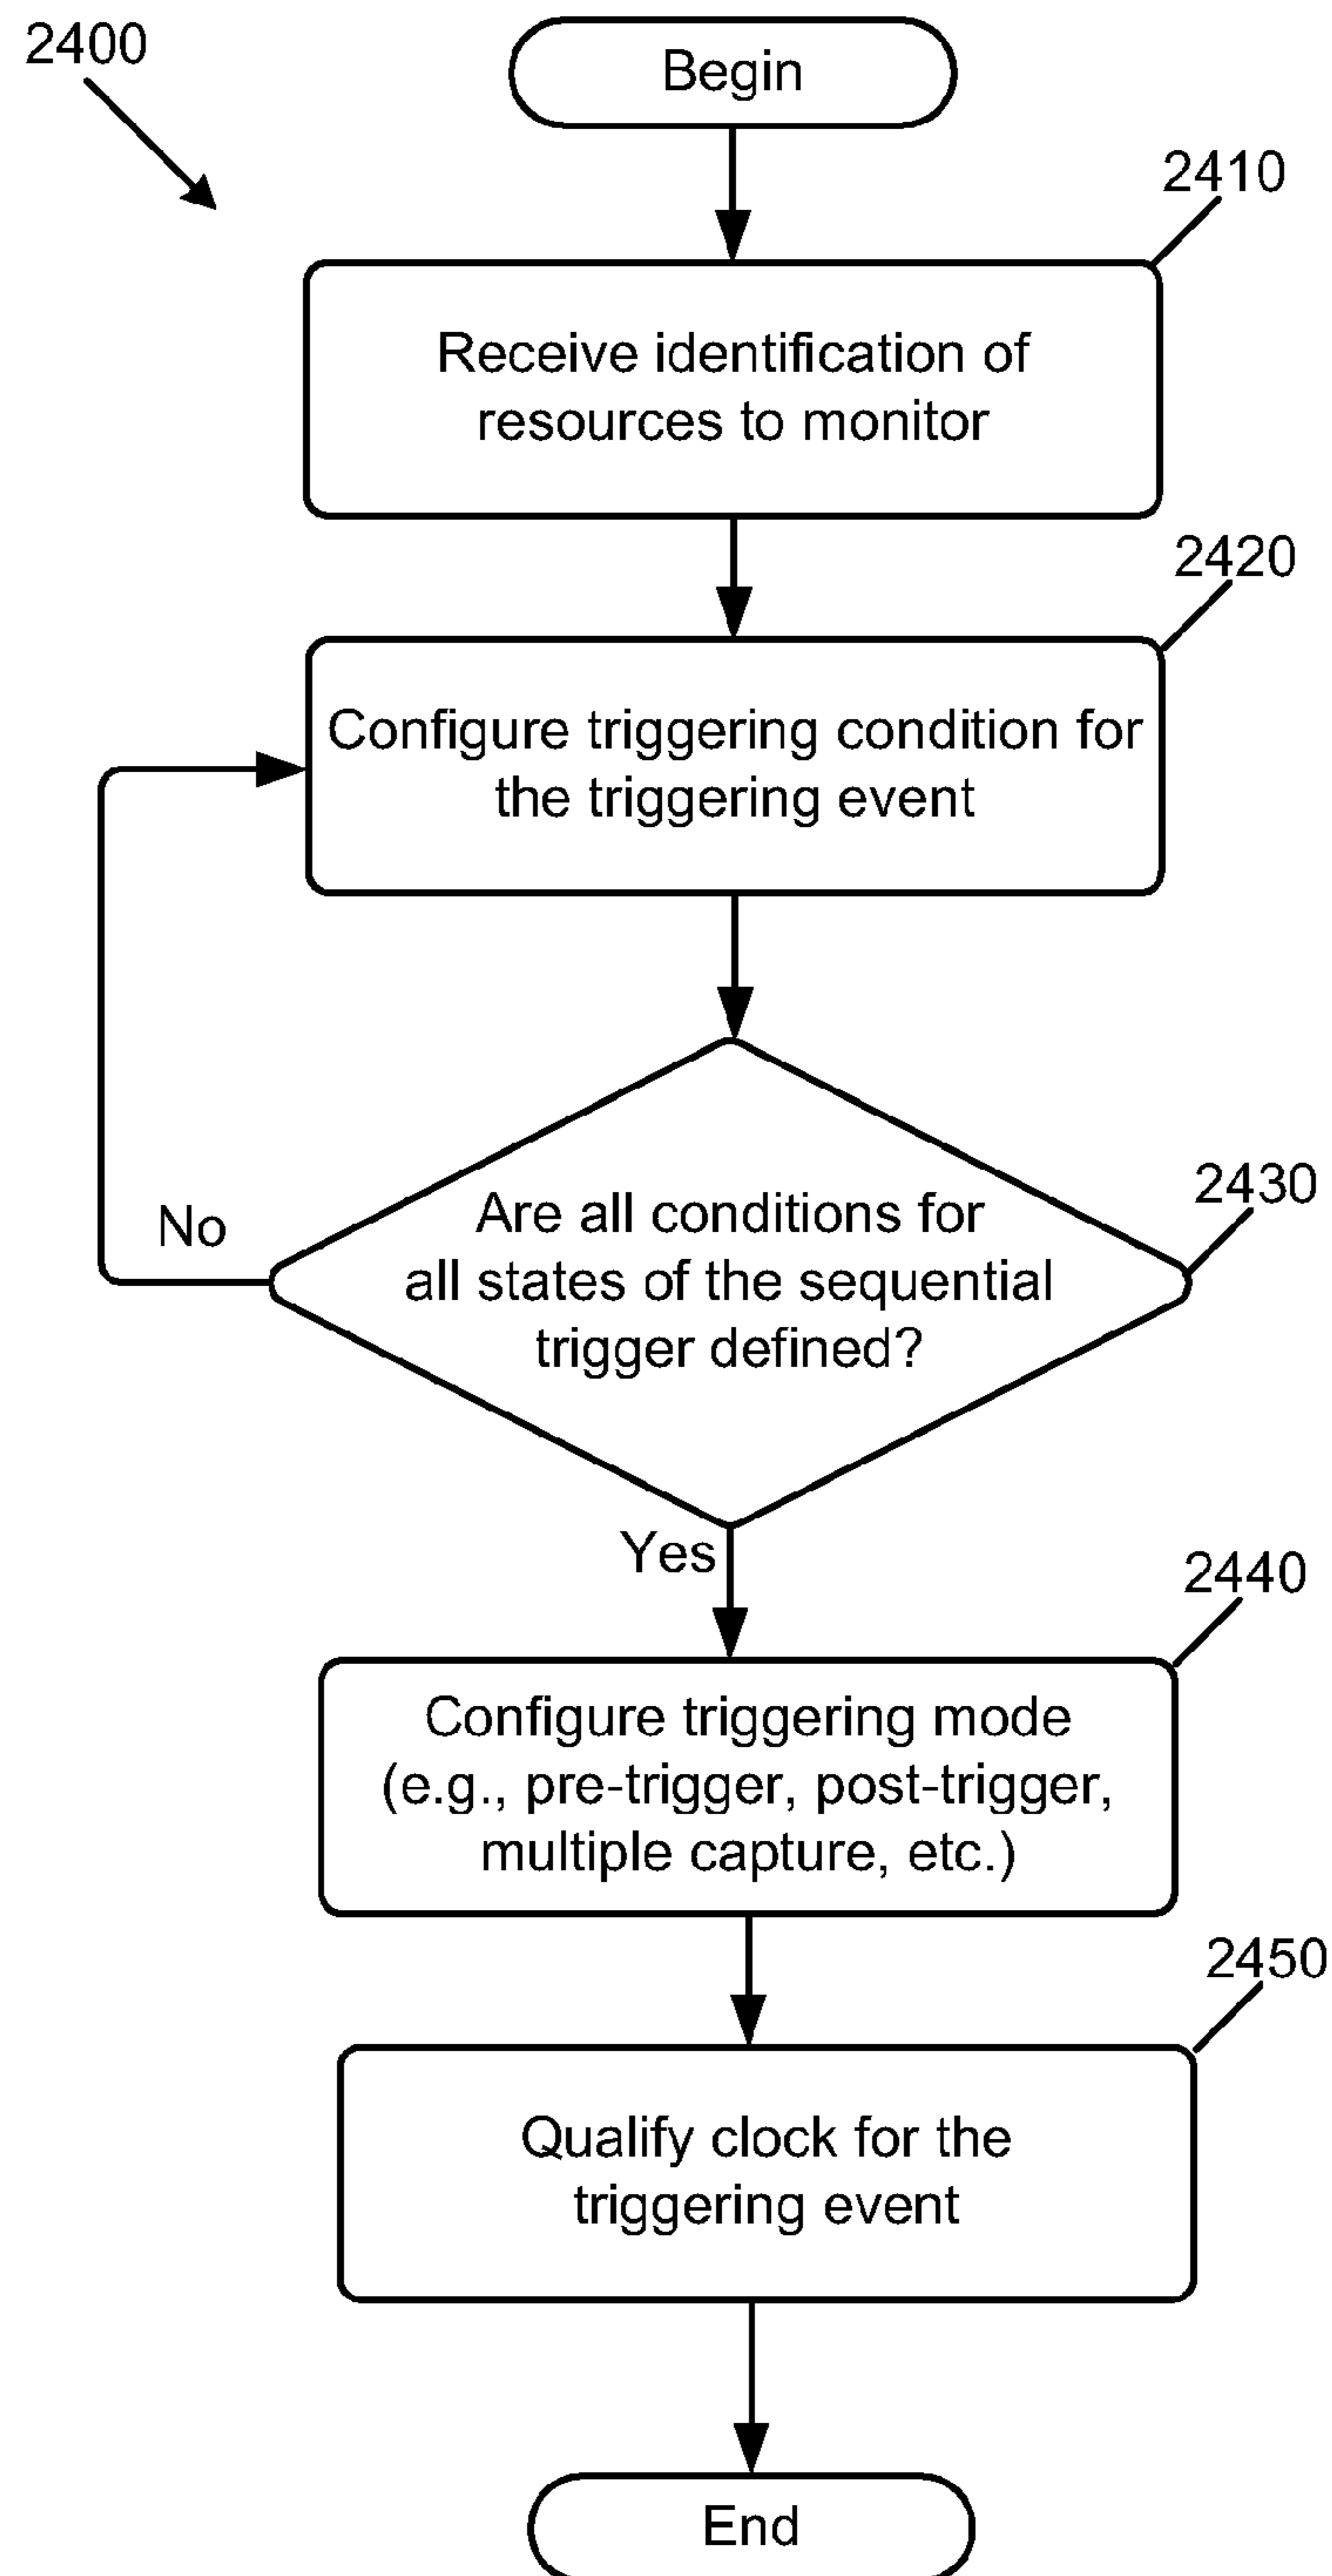 2400
Begin
2410
Receive identification of
resources to monitor
2420
Configure triggering condition for
the triggering event
2430
Are all conditions for
all states of the sequential
trigger defined?
No
Yes
2440
Configure triggering mode
(e.g., pre-trigger, post-trigger,
multiple capture, etc.)
2450
Qualify clock for the
triggering event
End